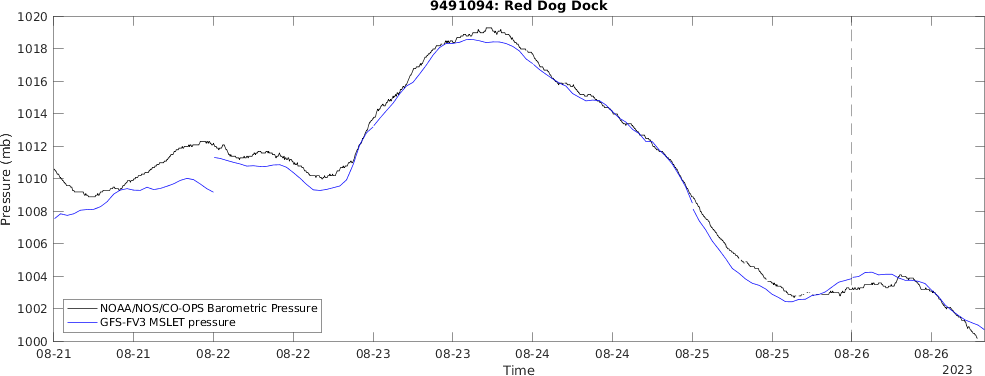 9491094: Red Dog Dock
Pressure (mb)
1020
1018
1016
1014
1012
1010
1008
1006
1004
1002
1000
NOAA/NOS/CO-OPS Barometric Pressure
GFS-FV3 MSLET pressure
08-21 08-21 08-22 08-22 08-23 08-23 08-24 08-24 08-25 08-25 08-26 08-26
Time
2023